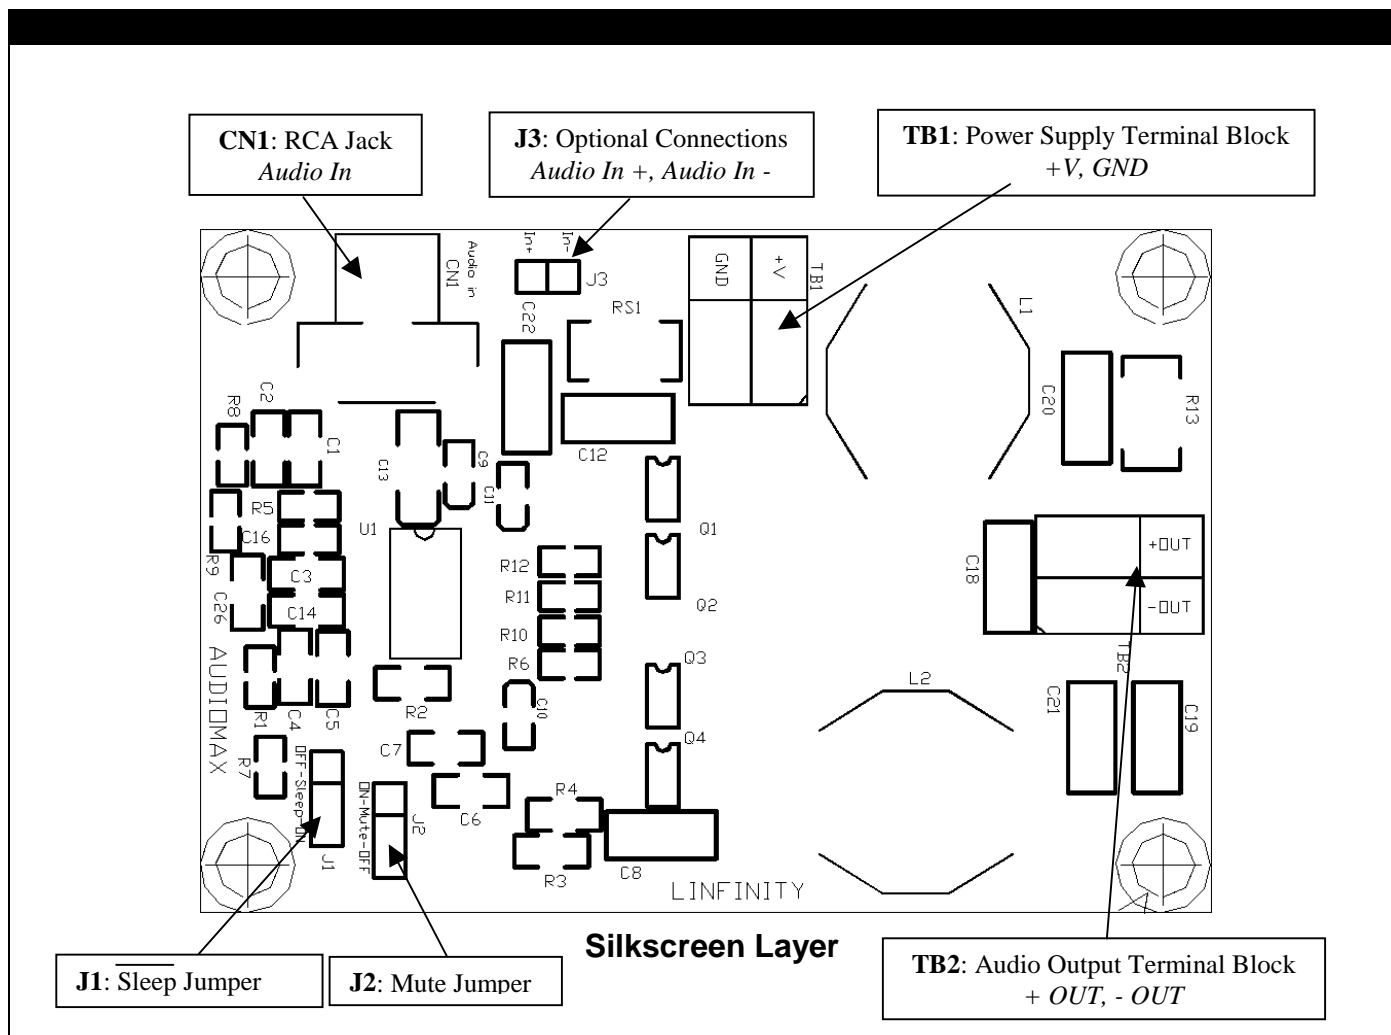 CN1: RCA Jack
Audio In
J3: Optional Connections
Audio In +, Audio In -
TB1: Power Supply Terminal Block
+V, GND
Audio in
CN1
In+
In-
J3
GND
+V
TB1
C22
RS1
L1
C20
R13
R8
C2
C1
C13
C9
C11
C12
R5
C16
U1
Q1
R9
C3
R12
R11
Q2
C18
+OUT
-OUT
TB2
C26
C14
R10
R6
Q3
AUDIOMAX
R1
C4
C5
R2
C10
L2
C21
C19
R7
C7
Q4
OFF-Sleep-ON
J1
ON-Mute-OFF
J2
C6
R4
R3
C8
LINFINITY
Silkscreen Layer
J1: Sleep Jumper
J2: Mute Jumper
TB2: Audio Output Terminal Block
+ OUT, - OUT